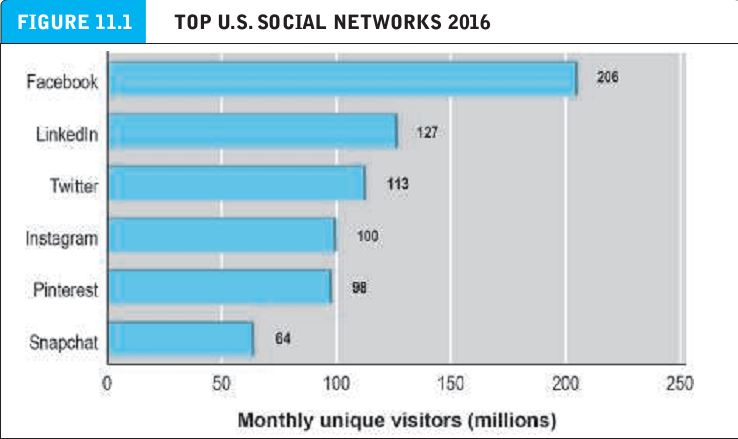 FIGURE 11.1 TOP U.S. SOCIAL NETWORKS 2016
Facebook 206
LinkedIn 127
Twitter 113
Instagram 100
Pinterest 98
Snapchat 64
0 50 100 150 200 250
Monthly unique visitors (millions)